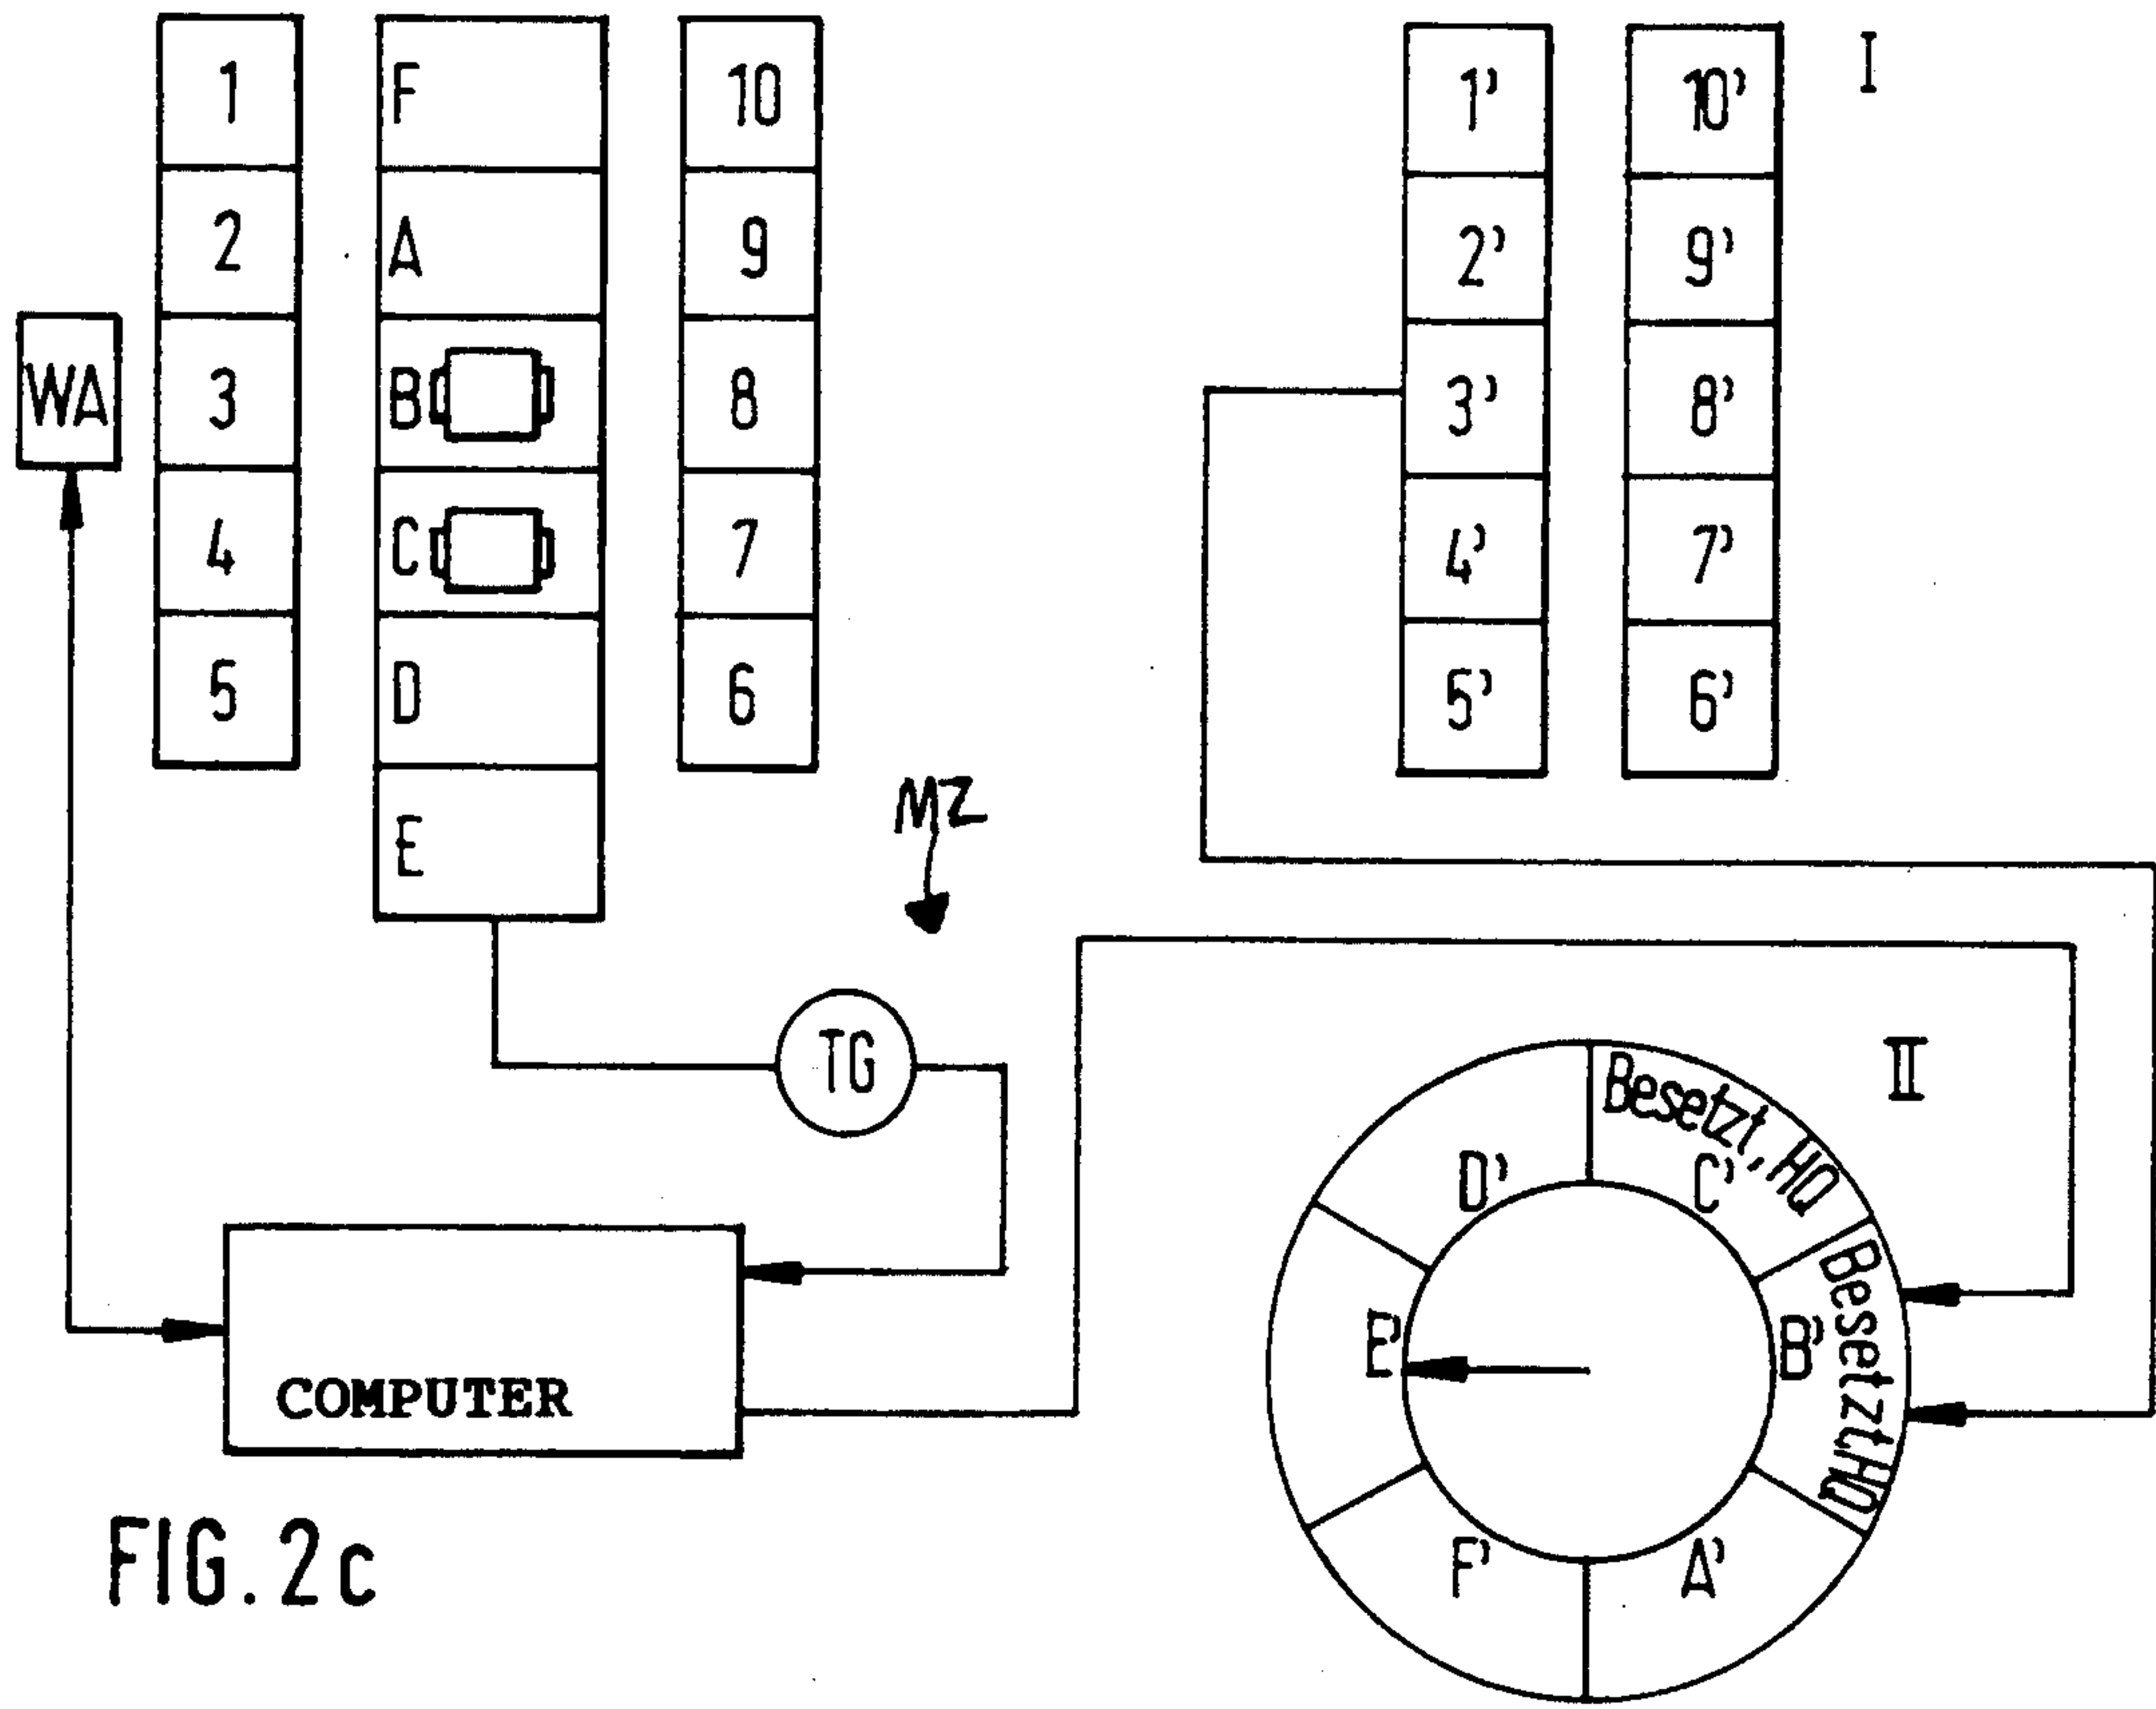 1 F 10 1' 10' I
2 A 9 2' 9'
WA 3 B 8 3' 8'
4 C 7 4' 7'
5 D 6 5' 6'
E MZ
TG II
Besetzt, HQ
D' C'
Besetzt HQ
E' B'
COMPUTER
F' A'
FIG. 2c